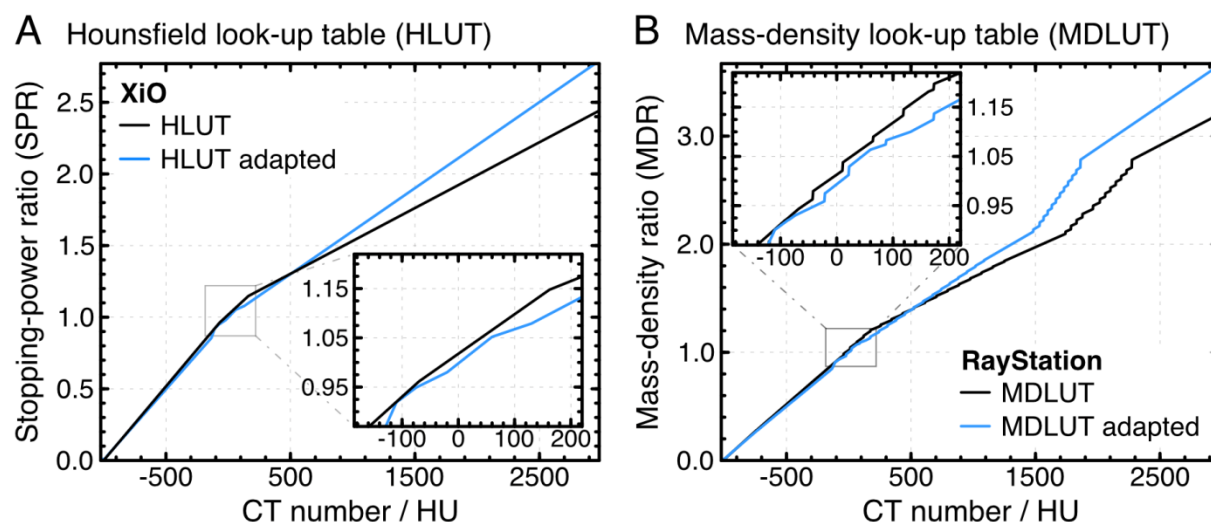 A Hounsfield look-up table (HLUT)
Stopping-power ratio (SPR)
2.5
2.0
1.5
1.0
0.5
0.0
XiO
HLUT
HLUT adapted
1.15
1.05
0.95
-100 0 100 200
-500 500 1500 2500
CT number / HU
B Mass-density look-up table (MDLUT)
Mass-density ratio (MDR)
3.0
2.0
1.0
0.0
1.15
1.05
0.95
-100 0 100 200
RayStation
MDLUT
MDLUT adapted
-500 500 1500 2500
CT number / HU